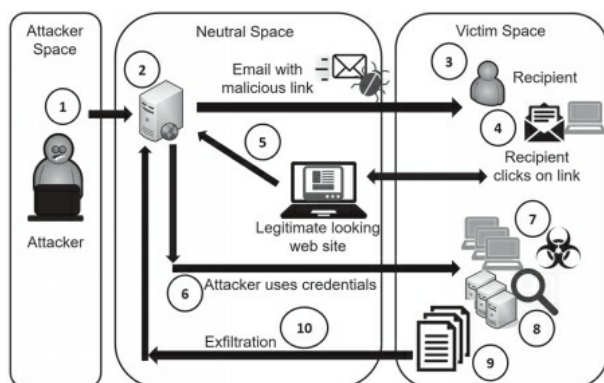 Attacker
Space
Neutral Space
Victim Space
1
2
Email with
malicious link
3
Recipient
4
5
Recipient
clicks on link
Attacker
Legitimate looking
web site
7
6
Attacker uses credentials
8
10
Exfiltration
9